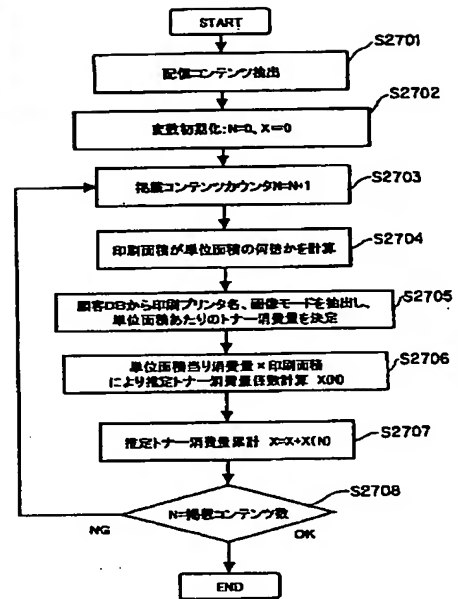 START
S2701
配信コンテンツ抽出
S2702
変数初期化:N=0、X=0
S2703
掲載コンテンツカウンタN=N+1
S2704
印刷面積が単位面積の何倍かを計算
S2705
顧客DBから印刷プリンタ名、画像モードを抽出し、
単位面積あたりのトナー消費量を決定
S2706
単位面積当り消費量×印刷面積
により推定トナー消費量係数計算 X(N)
S2707
推定トナー消費量累計 X=X+X(N)
S2708
N=掲載コンテンツ数
NG
OK
END